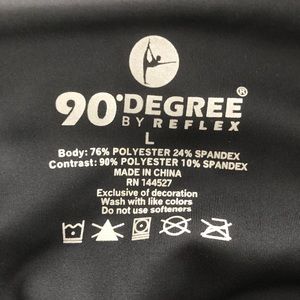 90°DEGREE®
BY REFLEX
L
Body: 76% POLYESTER 24% SPANDEX
Contrast: 90% POLYESTER 10% SPANDEX
MADE IN CHINA
RN 144527
Exclusive of decoration
Wash with like colors
Do not use softeners